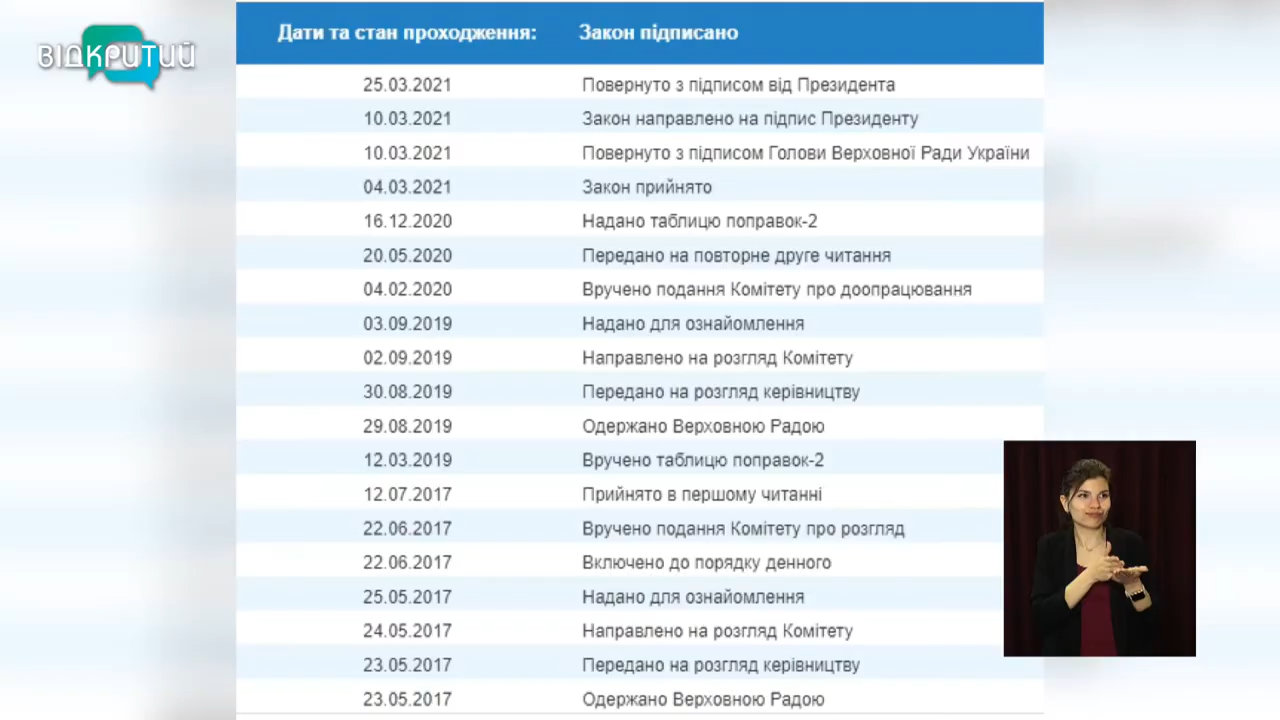 ВІДКРИТИЙ
Дати та стан проходження: Закон підписано
25.03.2021 Повернуто з підписом від Президента
10.03.2021 Закон направлено на підпис Президенту
10.03.2021 Повернуто з підписом Голови Верховної Ради України
04.03.2021 Закон прийнято
16.12.2020 Надано таблицю поправок-2
20.05.2020 Передано на повторне друге читання
04.02.2020 Вручено подання Комітету про доопрацювання
03.09.2019 Надано для ознайомлення
02.09.2019 Направлено на розгляд Комітету
30.08.2019 Передано на розгляд керівництву
29.08.2019 Одержано Верховною Радою
12.03.2019 Вручено таблицю поправок-2
12.07.2017 Прийнято в першому читанні
22.06.2017 Вручено подання Комітету про розгляд
22.06.2017 Включено до порядку денного
25.05.2017 Надано для ознайомлення
24.05.2017 Направлено на розгляд Комітету
23.05.2017 Передано на розгляд керівництву
23.05.2017 Одержано Верховною Радою